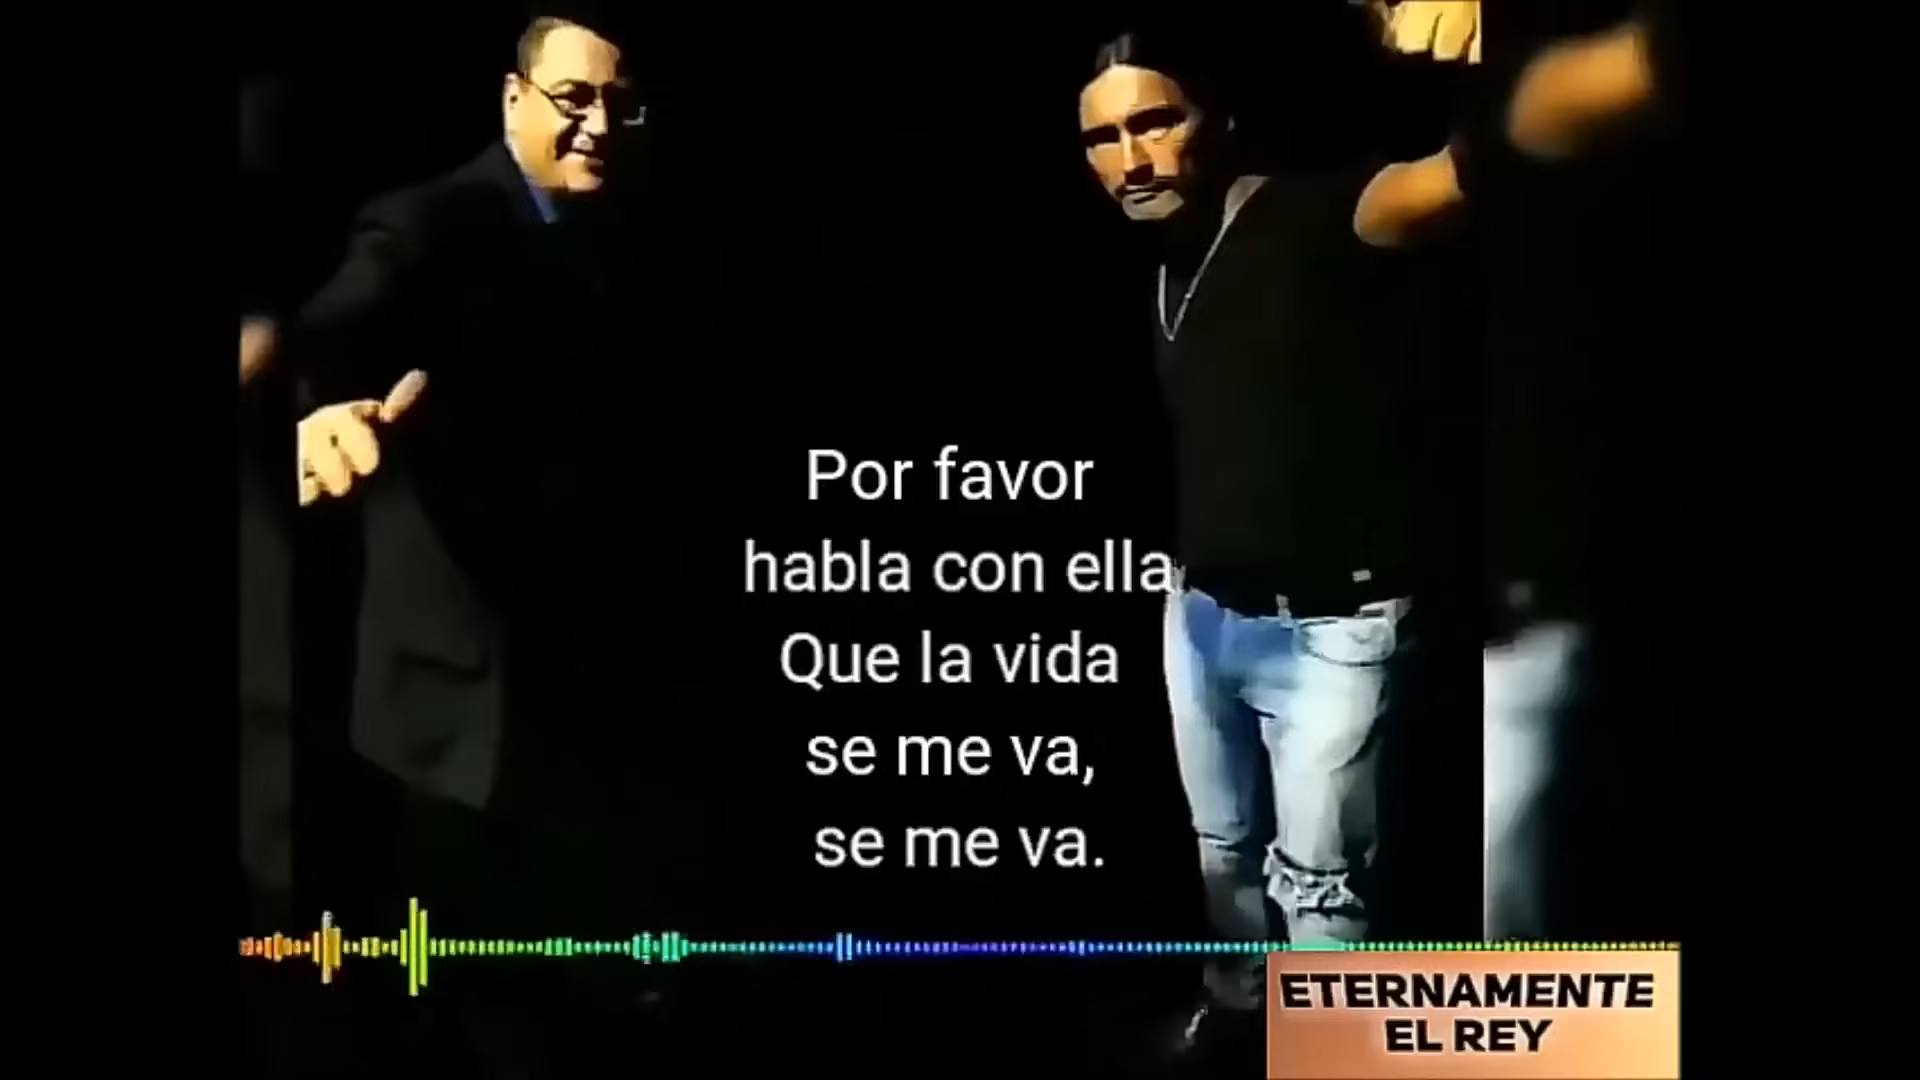 Por favor
habla con ella
Que la vida
se me va,
se me va.
ETERNAMENTE
EL REY